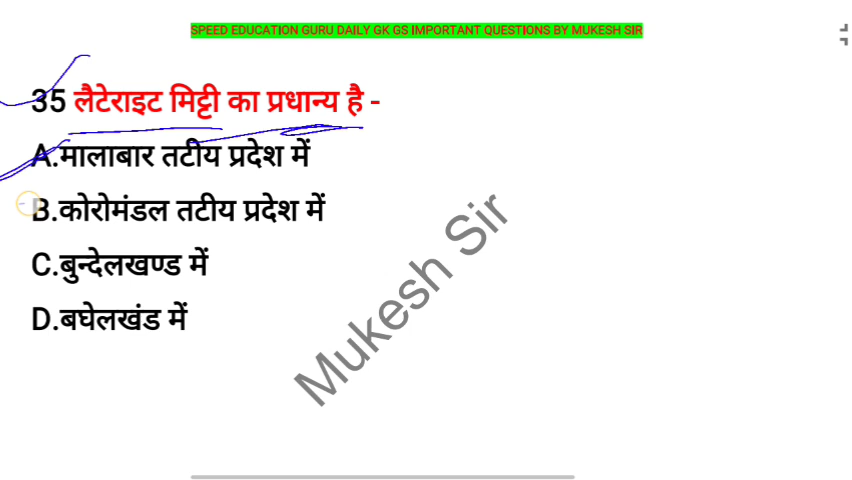 SPEED EDUCATION GURU DAILY GK GS IMPORTANT QUESTIONS BY MUKESH SIR
35 लैटेराइट मिट्टी का प्रधान्य है -
A.मालाबार तटीय प्रदेश में
B.कोरोमंडल तटीय प्रदेश में
C.बुन्देलखण्ड में
D.बघेलखंड में
Mukesh Sir